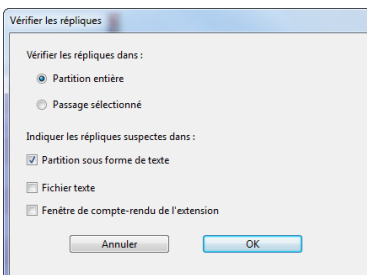 Vérifier les répliques
Vérifier les répliques dans :
Partition entière
Passage sélectionné
Indiquer les répliques suspectes dans :
Partition sous forme de texte
Fichier texte
Fenêtre de compte-rendu de l'extension
Annuler OK